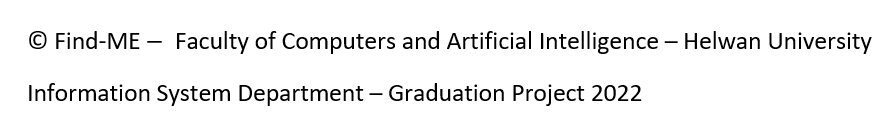 © Find-ME – Faculty of Computers and Artificial Intelligence – Helwan University
Information System Department – Graduation Project 2022